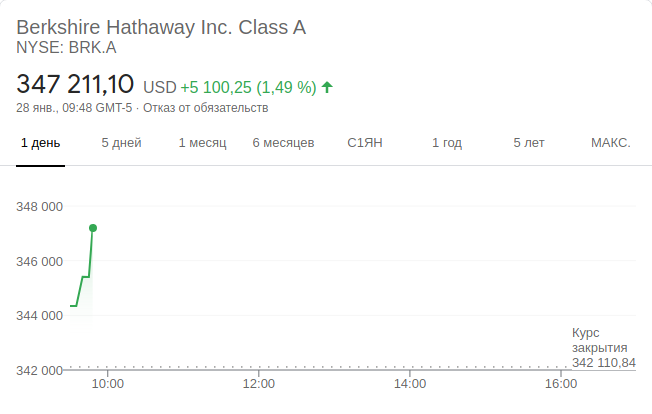 Berkshire Hathaway Inc. Class A
NYSE: BRK.A
347 211,10 USD +5 100,25 (1,49 %)
28 янв., 09:48 GMT-5 · Отказ от обязательств
1 день 5 дней 1 месяц 6 месяцев С1ЯН 1 год 5 лет МАКС.
348 000
346 000
344 000
Курс
закрытия
342 110,84
342 000
10:00 12:00 14:00 16:00